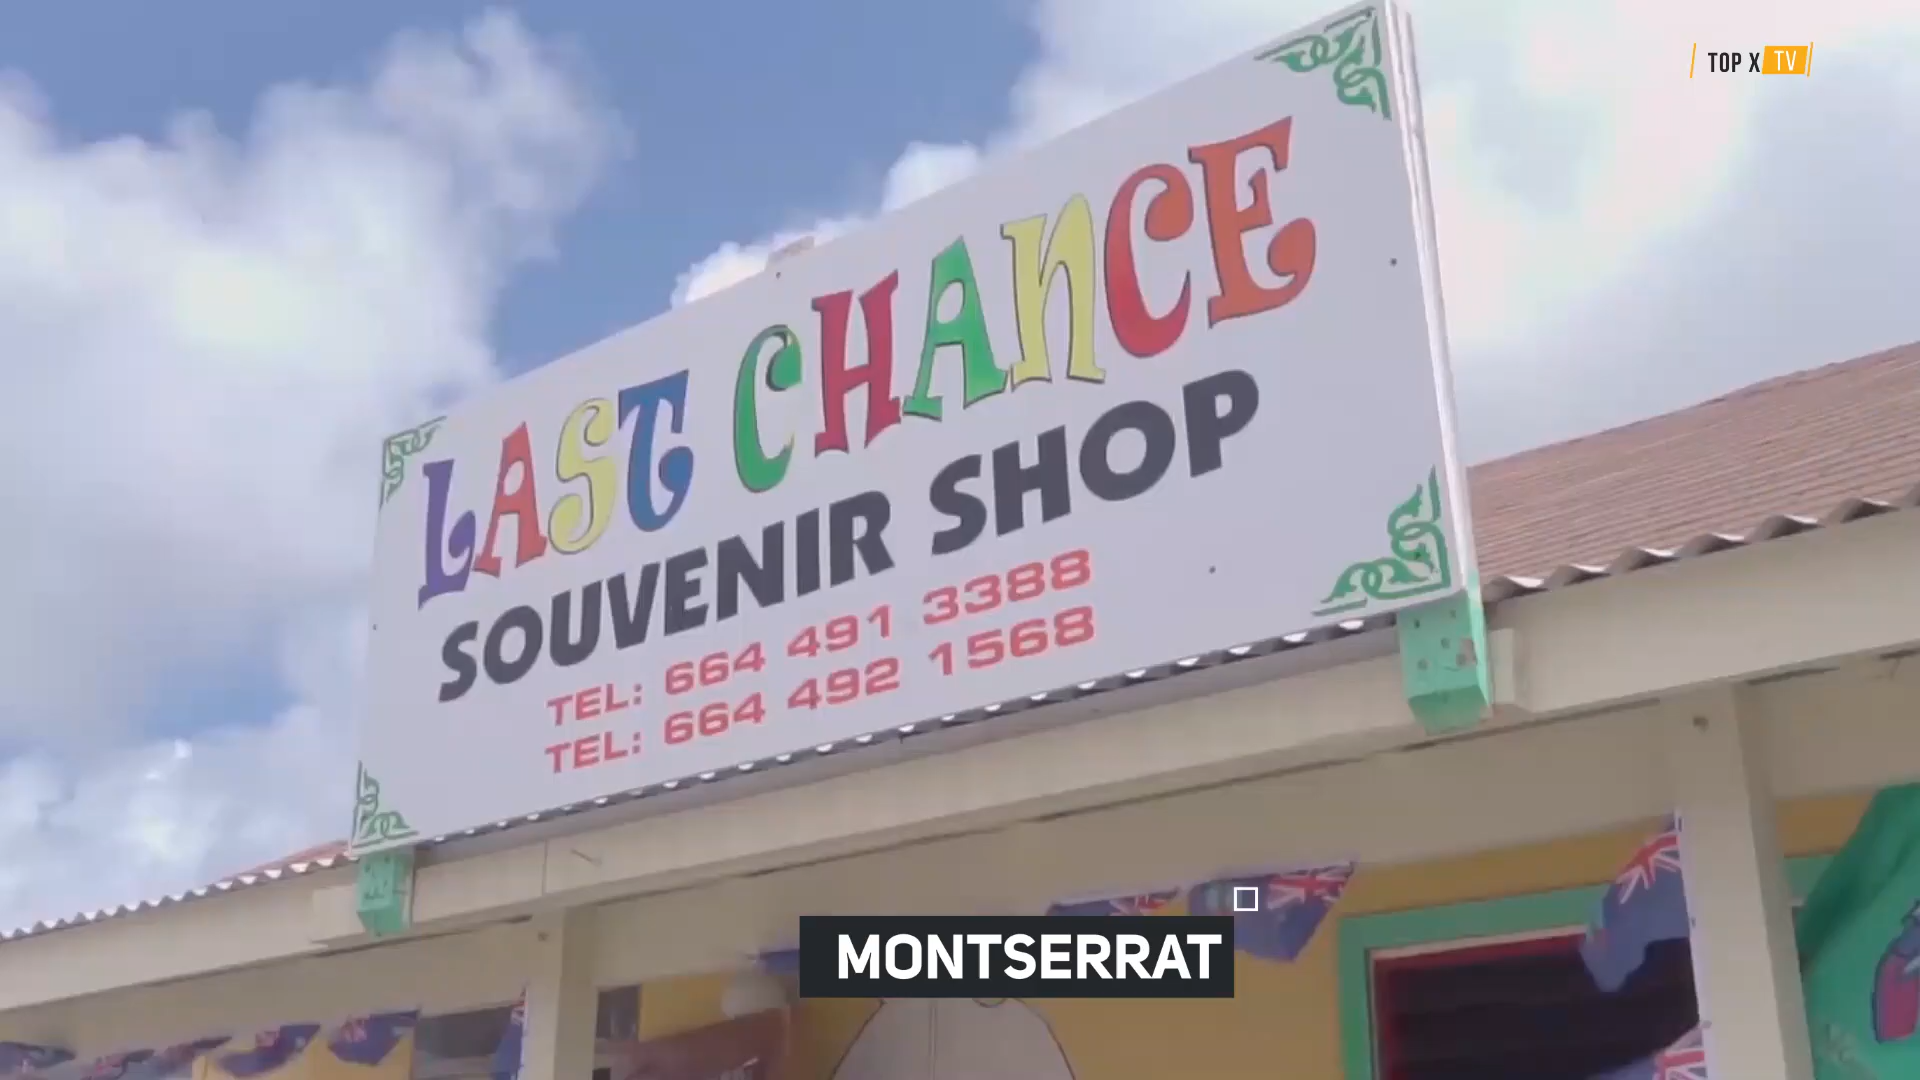 TOP X TV
LAST CHANCE
SOUVENIR SHOP
TEL: 664 491 3388
TEL: 664 492 1568
MONTSERRAT